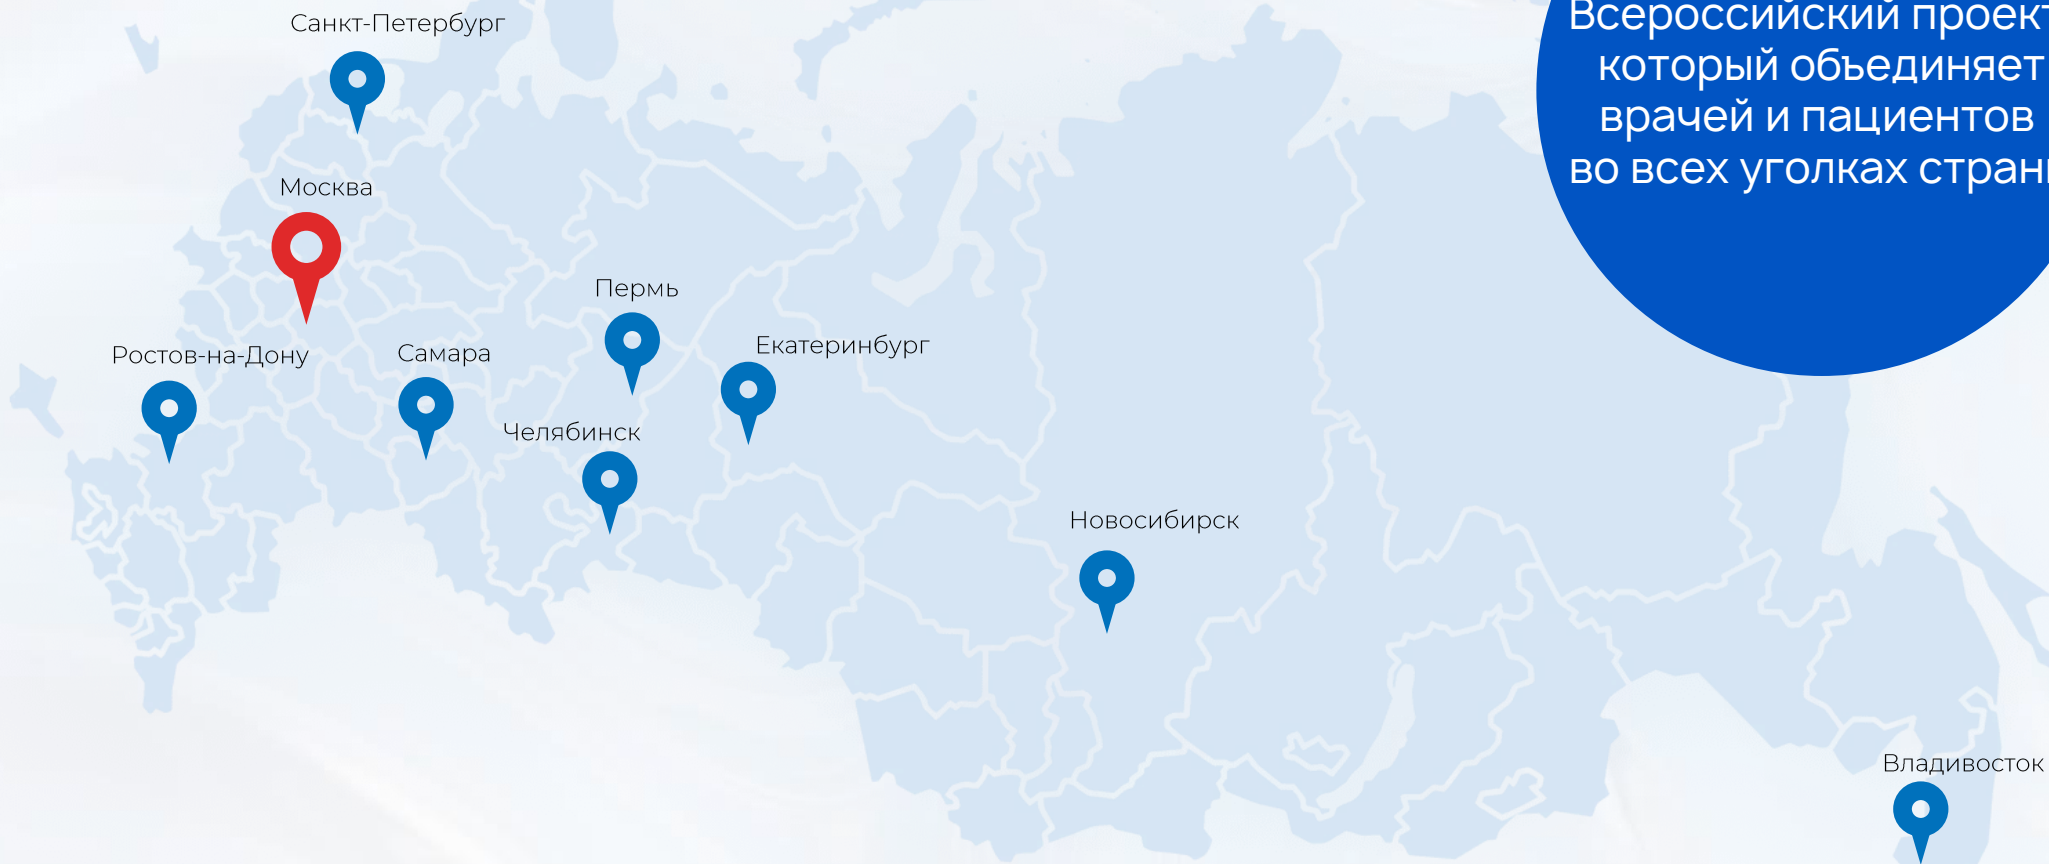 Санкт-Петербург
Всероссийский проект
который объединяет
врачей и пациентов
во всех уголках
Москва
Пермь
Екатеринбург
Ростов-на-Дону
Самара
Челябинск
Новосибирск
Владивосток